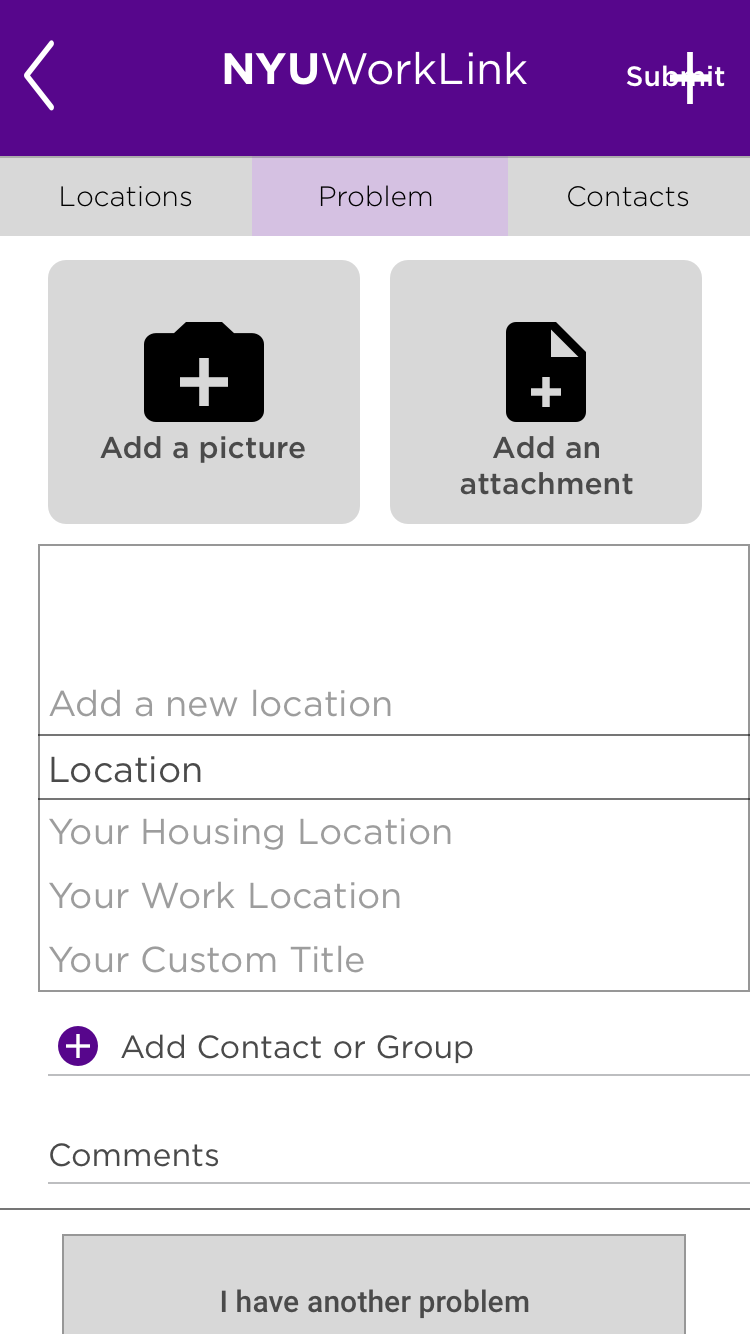 NYUWorkLink
Submit
Locations
Problem
Contacts
Add a picture
Add an
attachment
Add a new location
Location
Your Housing Location
Your Work Location
Your Custom Title
Add Contact or Group
Comments
I have another problem